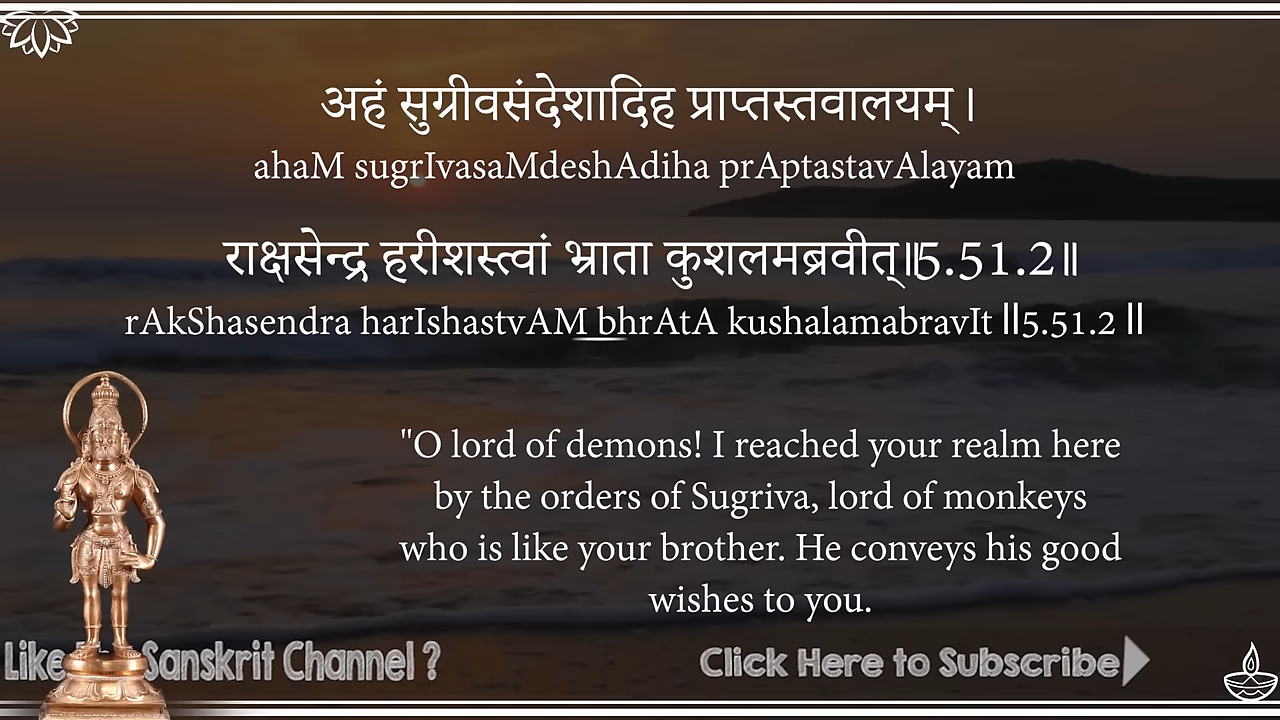 अहं सुग्रीवसंदेशादिह प्राप्तस्तवालयम् ।
ahaM sugrIvasaMdeshAdiha prAptastavAlayam
राक्षसेन्द्र हरीशस्त्वां भ्राता कुशलमब्रवीत्॥5.51.2॥
rAkShasendra harIshastvAM bhrAtA kushalamabravIt ॥5.51.2 ॥
"O lord of demons! I reached your realm here
by the orders of Sugriva, lord of monkeys
who is like your brother. He conveys his good
wishes to you.
Like Sanskrit Channel ?
Click Here to Subscribe